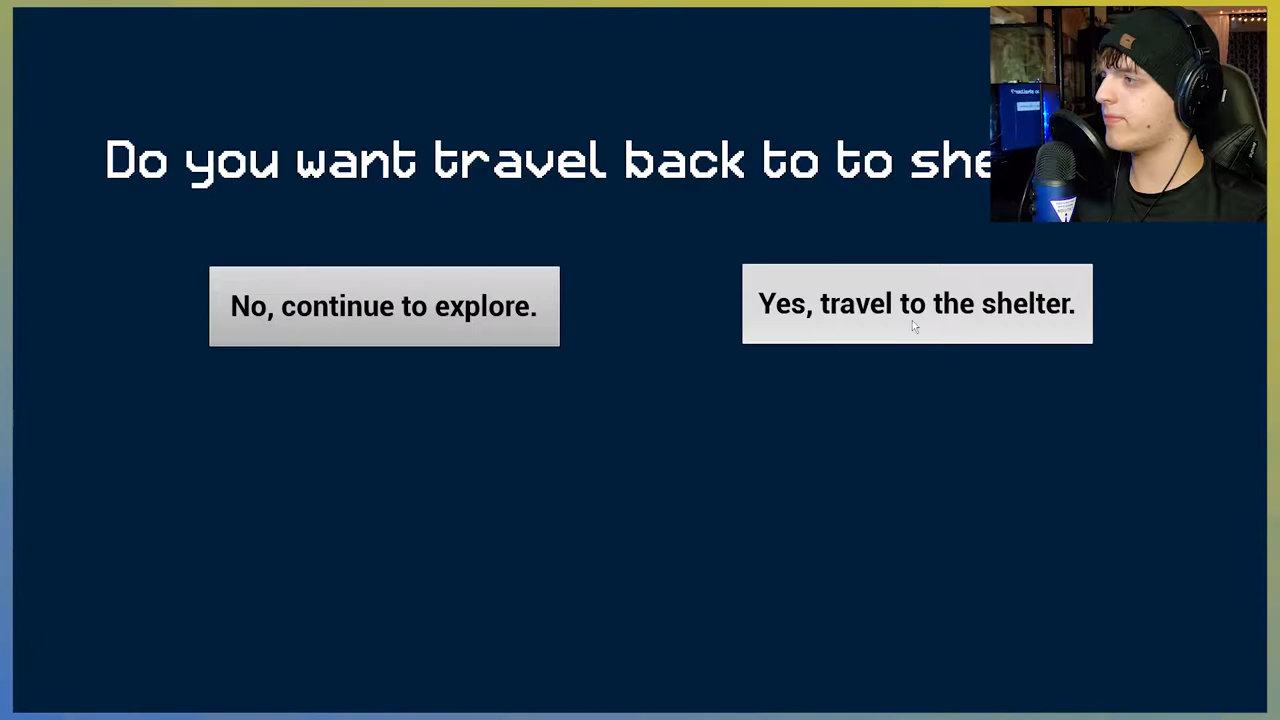 Do you want travel back to to she
No, continue to explore.
Yes, travel to the shelter.